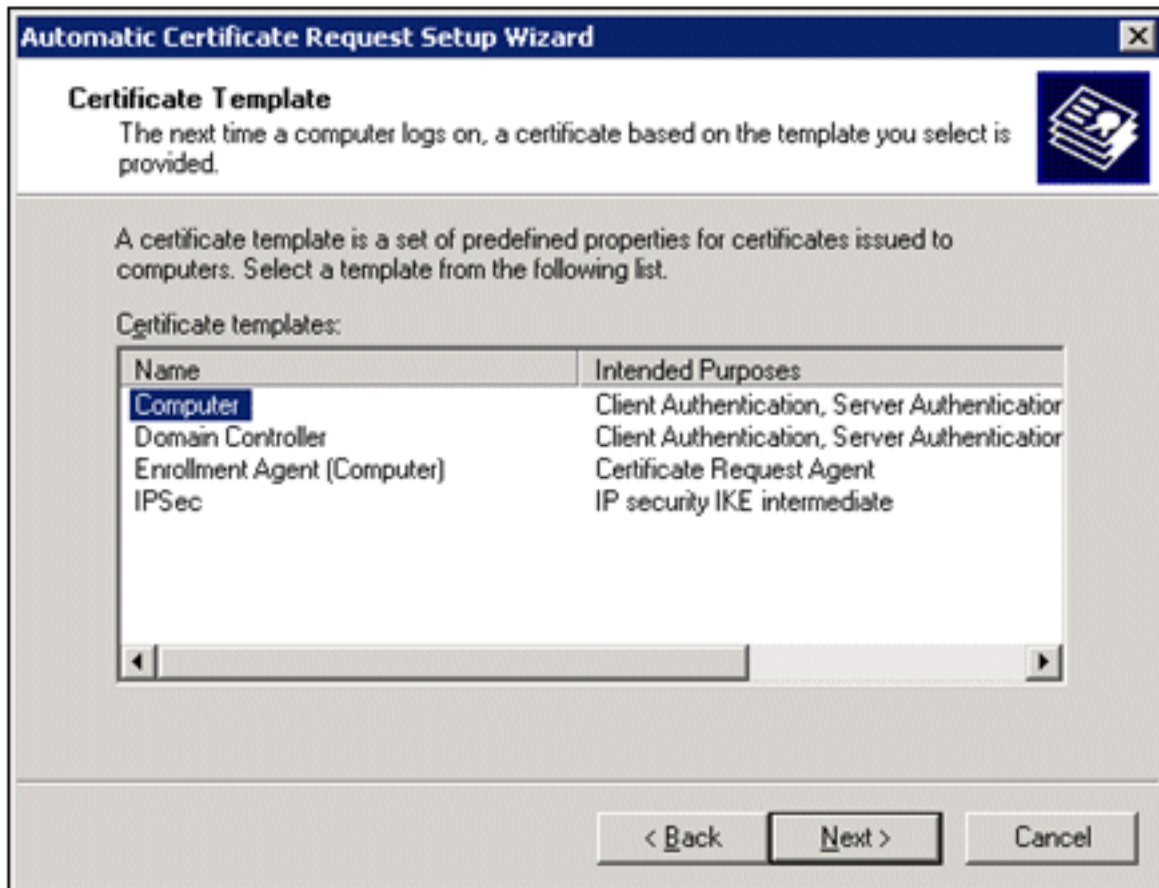 Automatic Certificate Request Setup Wizard
Certificate Template
The next time a computer logs on, a certificate based on the template you select is
provided.
A certificate template is a set of predefined properties for certificates issued to
computers. Select a template from the following list.
Certificate templates:
Name Intended Purposes
Computer Client Authentication, Server Authentication
Domain Controller Client Authentication, Server Authentication
Enrollment Agent (Computer) Certificate Request Agent
IPSec IP security IKE intermediate
< Back Next > Cancel